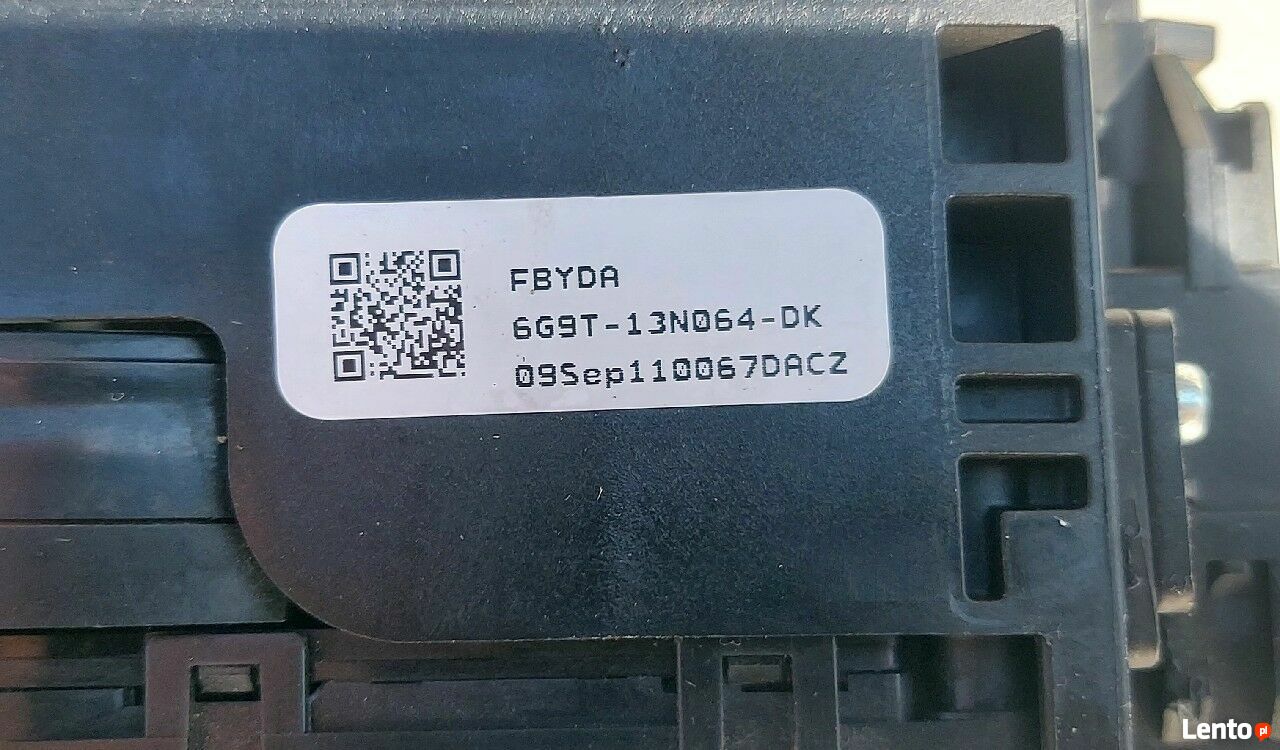 FBYDA
6G9T-13N064-DK
09Sep110067DACZ
Lento pl